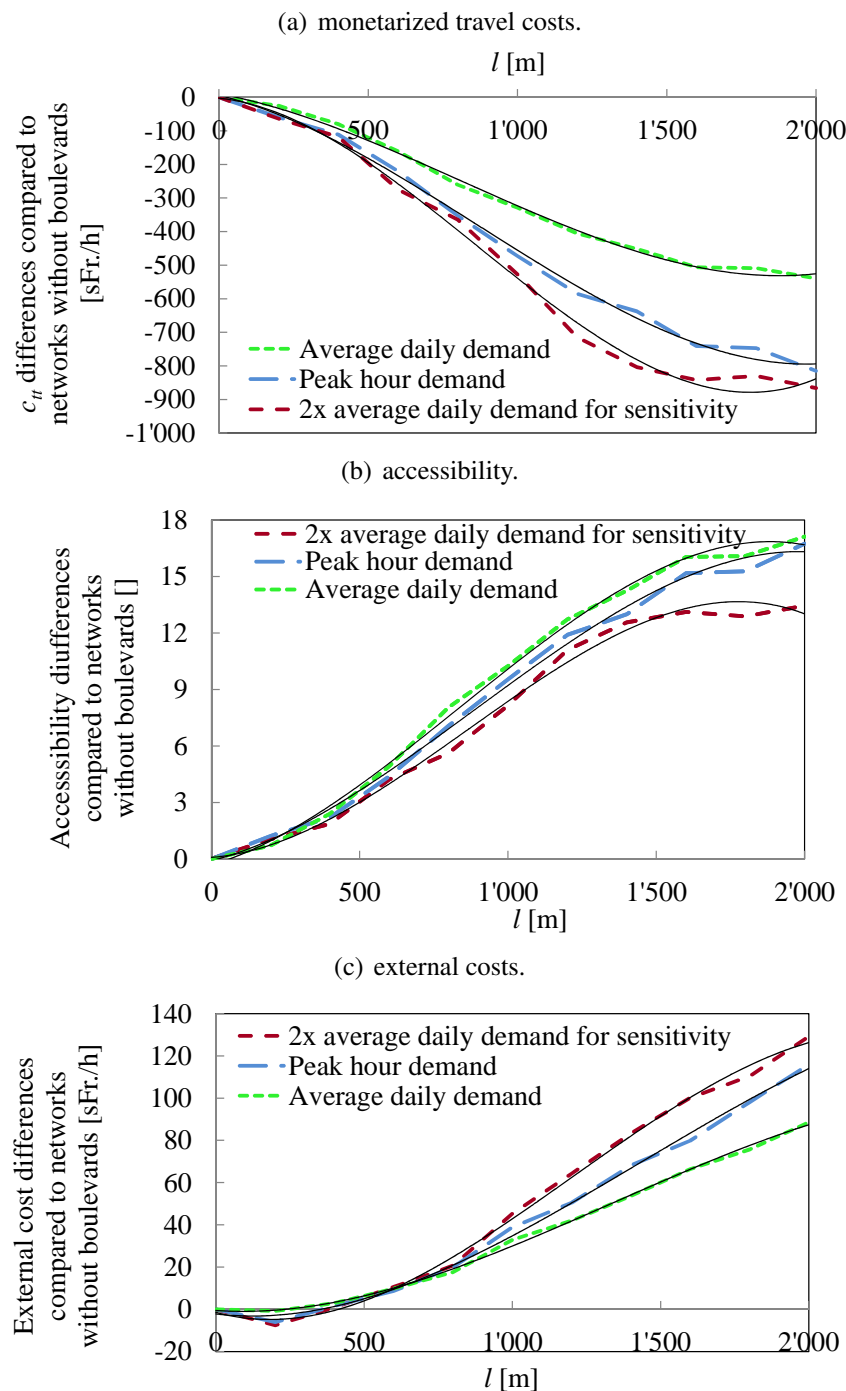 (a) monetarized travel costs.
l [m]
c_tt differences compared to
networks without boulevards
[sFr./h]
0
-100
-200
-300
-400
-500
-600
-700
-800
-900
-1'000
0
500
1'000
1'500
2'000
Average daily demand
Peak hour demand
2x average daily demand for sensitivity
(b) accessibility.
Accesssibility diufferences
compared to networks
without boulevards []
18
15
12
9
6
3
0
2x average daily demand for sensitivity
Peak hour demand
Average daily demand
0
500
1'000
1'500
2'000
l [m]
(c) external costs.
External cost differences
compared to networks
without boulevards [sFr./h]
140
120
100
80
60
40
20
0
-20
2x average daily demand for sensitivity
Peak hour demand
Average daily demand
0
500
1'000
1'500
2'000
l [m]